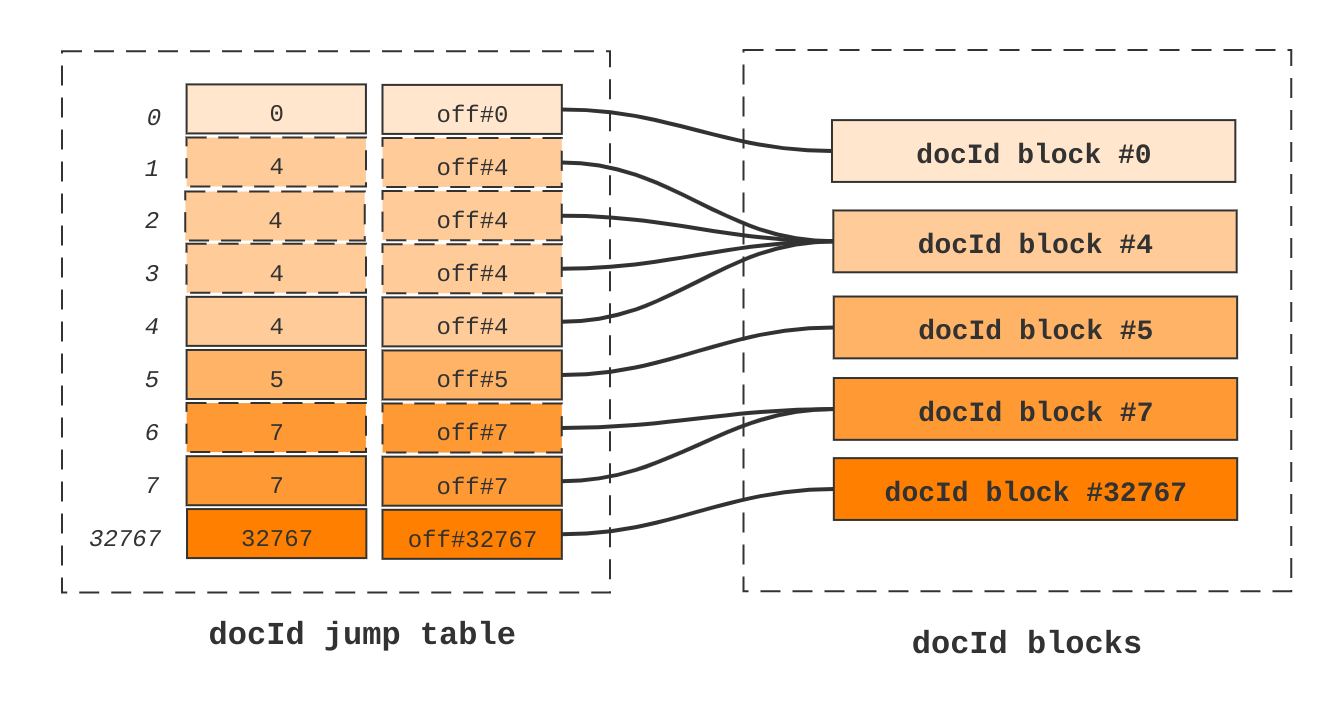 0 0 off#0
1 4 off#4
2 4 off#4
3 4 off#4
4 4 off#4
5 5 off#5
6 7 off#7
7 7 off#7
32767 32767 off#32767
docId jump table
docId block #0
docId block #4
docId block #5
docId block #7
docId block #32767
docId blocks